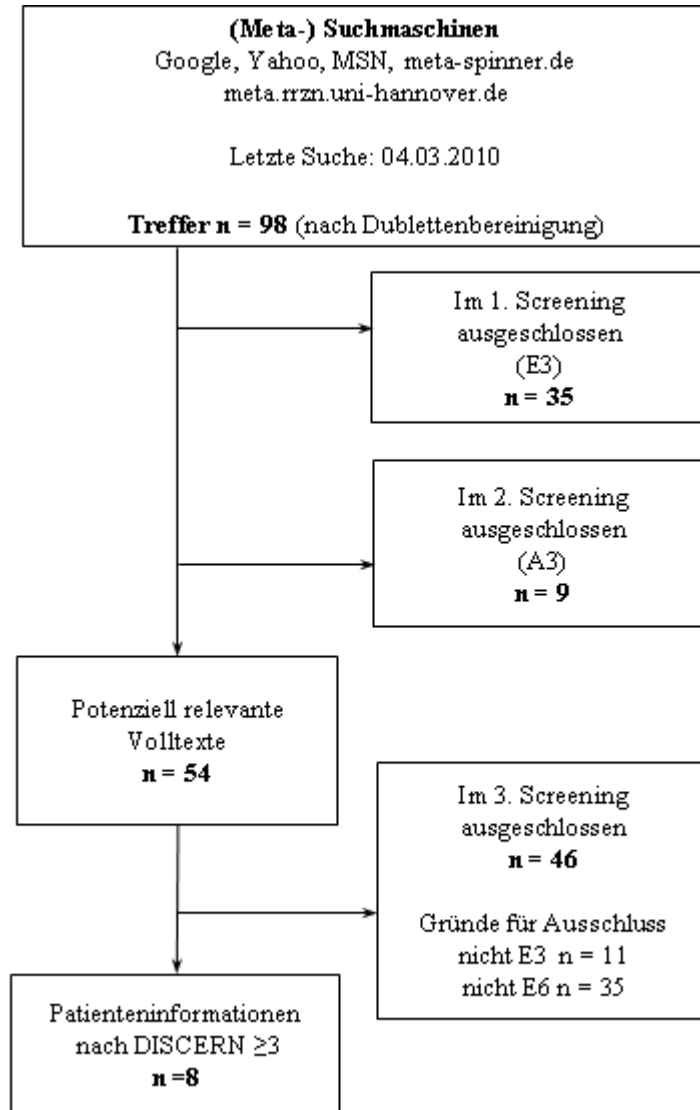 (Meta-) Suchmaschinen
Google, Yahoo, MSN, meta-spinner.de
meta.rrzn.uni-hannover.de
Letzte Suche: 04.03.2010
Treffer n = 98 (nach Dublettenbereinigung)
Im 1. Screening
ausgeschlossen
(E3)
n = 35
Im 2. Screening
ausgeschlossen
(A3)
n = 9
Potenziell relevante
Volltexte
n = 54
Im 3. Screening
ausgeschlossen
n = 46
Gründe für Ausschluss
nicht E3 n = 11
nicht E6 n = 35
Patienteninformationen
nach DISCERN ≥3
n =8